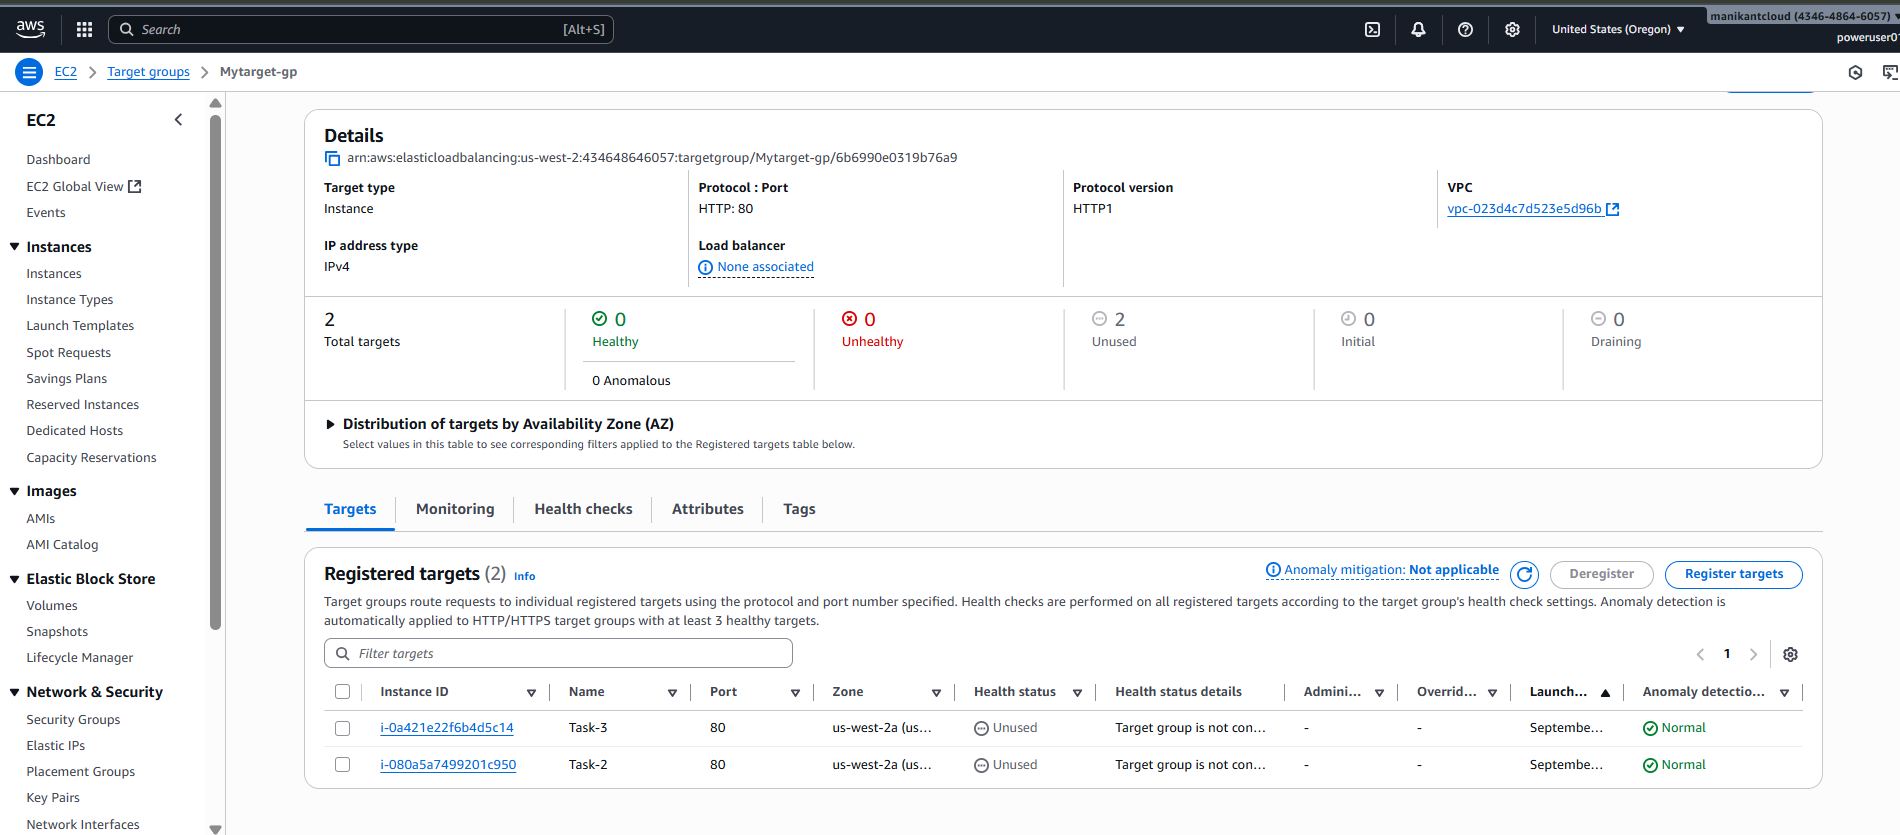 aws
Search
[Alt+S]
United States (Oregon)
manikantcloud (4346-4864-6057)
poweruser0
EC2
Target groups
Mytarget-gp
EC2
Dashboard
EC2 Global View
Events
Instances
Instances
Instance Types
Launch Templates
Spot Requests
Savings Plans
Reserved Instances
Dedicated Hosts
Capacity Reservations
Images
AMIs
AMI Catalog
Elastic Block Store
Volumes
Snapshots
Lifecycle Manager
Network & Security
Security Groups
Elastic IPs
Placement Groups
Key Pairs
Network Interfaces
Details
arn:aws:elasticloadbalancing:us-west-2:434648646057:targetgroup/Mytarget-gp/6b6990e0319b76a9
Target type
Instance
Protocol : Port
HTTP: 80
Protocol version
HTTP1
VPC
vpc-023d4c7d523e5d96b
IP address type
IPv4
Load balancer
None associated
2
Total targets
0
Healthy
0 Anomalous
0
Unhealthy
2
Unused
0
Initial
0
Draining
Distribution of targets by Availability Zone (AZ)
Select values in this table to see corresponding filters applied to the Registered targets table below.
Targets
Monitoring
Health checks
Attributes
Tags
Registered targets (2) Info
Anomaly mitigation: Not applicable
Deregister
Register targets
Target groups route requests to individual registered targets using the protocol and port number specified. Health checks are performed on all registered targets according to the target group's health check settings. Anomaly detection is
automatically applied to HTTP/HTTPS target groups with at least 3 healthy targets.
Filter targets
1
Instance ID Name Port Zone Health status Health status details Admini... Overrid... Launch... Anomaly detectio...
i-0a421e22f6b4d5c14 Task-3 80 us-west-2a (us... Unused Target group is not con... - - Septembe... Normal
i-080a5a7499201c950 Task-2 80 us-west-2a (us... Unused Target group is not con... - - Septembe... Normal